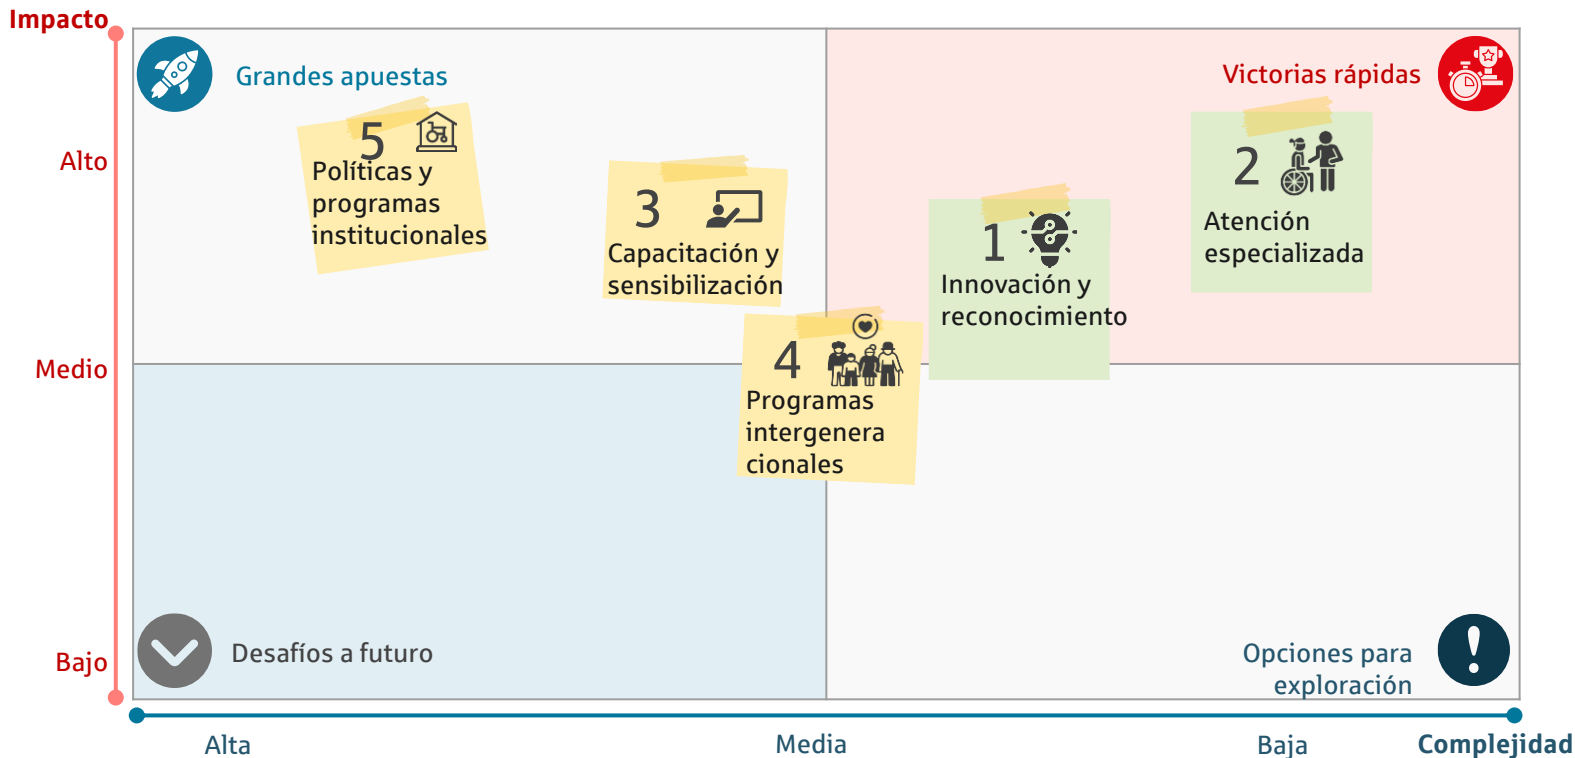 Impacto
Grandes apuestas
Victorias rápidas
Alto
5
Políticas y
programas
institucionales
3
Capacitación y
sensibilización
1
Innovación y
reconocimiento
2
Atención
especializada
Medio
4
Programas
intergenera
cionales
Bajo
Desafíos a futuro
Opciones para
exploración
Alta
Media
Baja
Complejidad